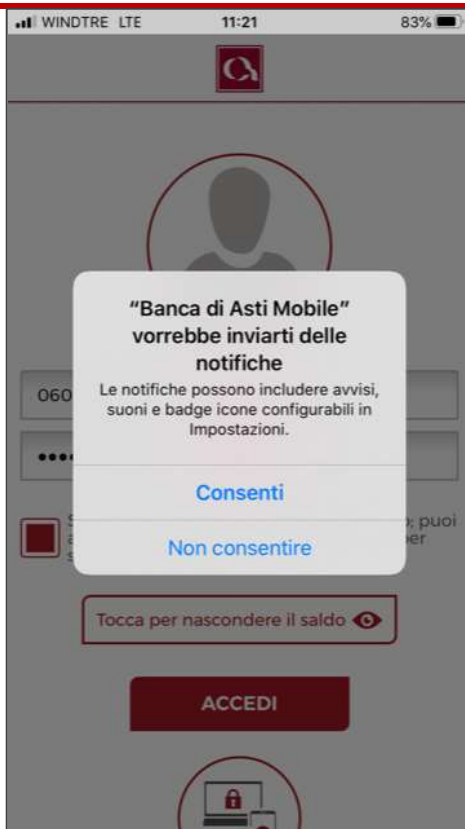 WINDTRE LTE
11:21
83%
“Banca di Asti Mobile”
vorrebbe inviarti delle
notifiche
Le notifiche possono includere avvisi,
suoni e badge icone configurabili in
Impostazioni.
060
••••
Consenti
puoi
Non consentire
Tocca per nascondere il saldo
ACCEDI